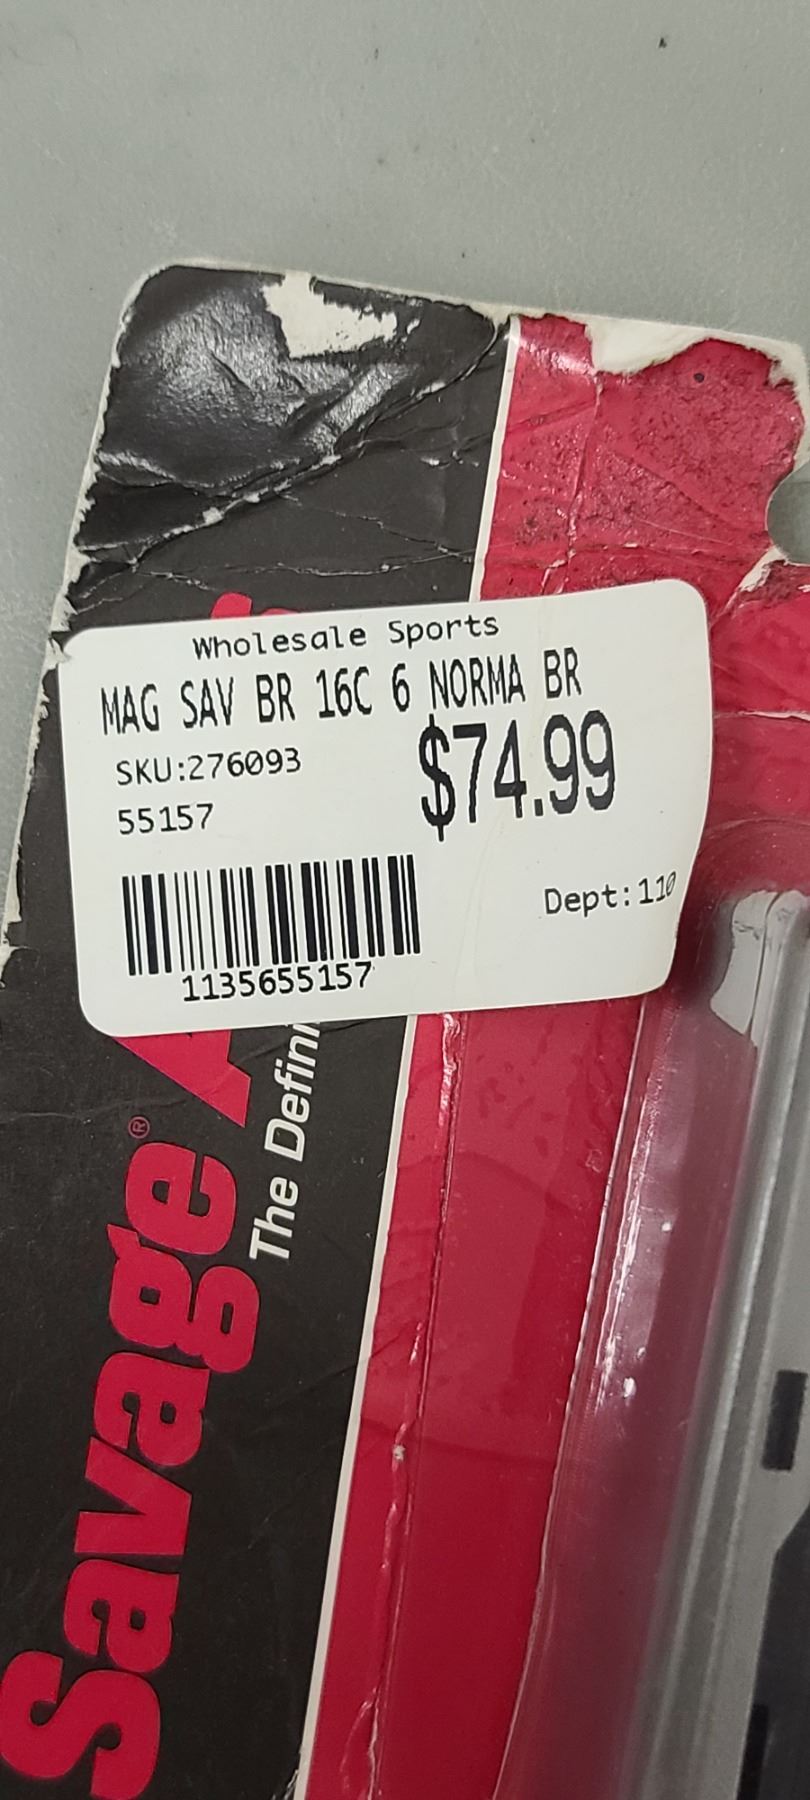 Wholesale Sports
MAG SAV BR 16C 6 NORMA BR
SKU:276093
$74.99
55157
Dept:110
1135655157
Savage®
The